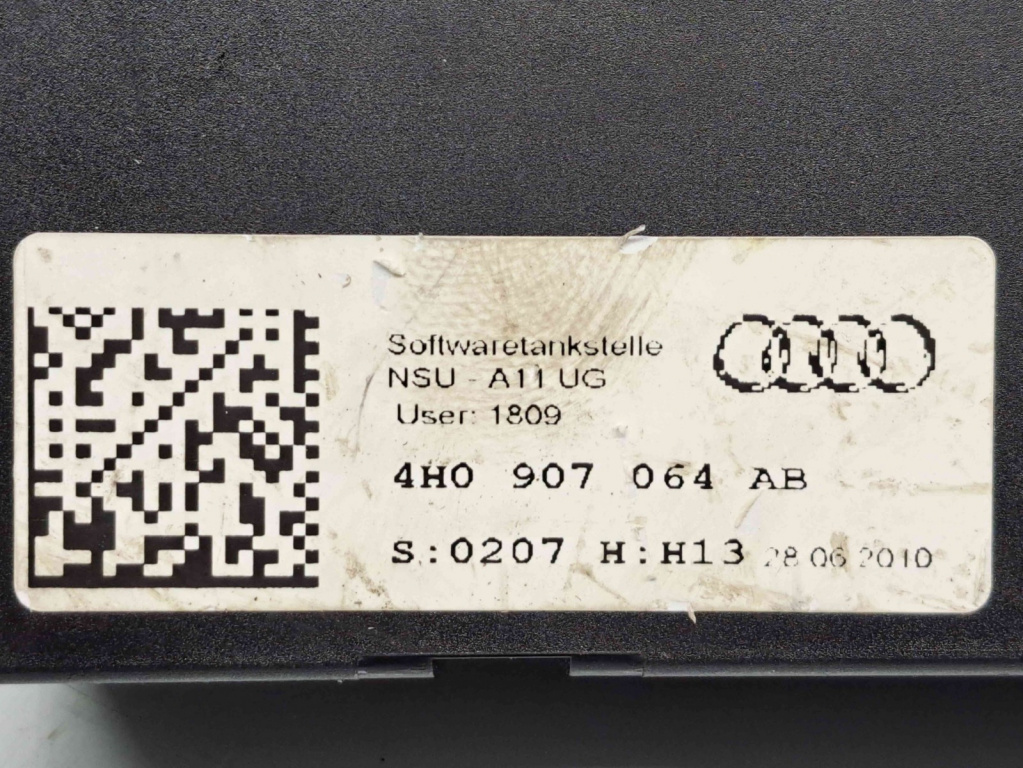 Softwaretankstelle
NSU - A11 UG
User: 1809
4H0 907 064 AB
S:0207 H:H13 28.06.2010